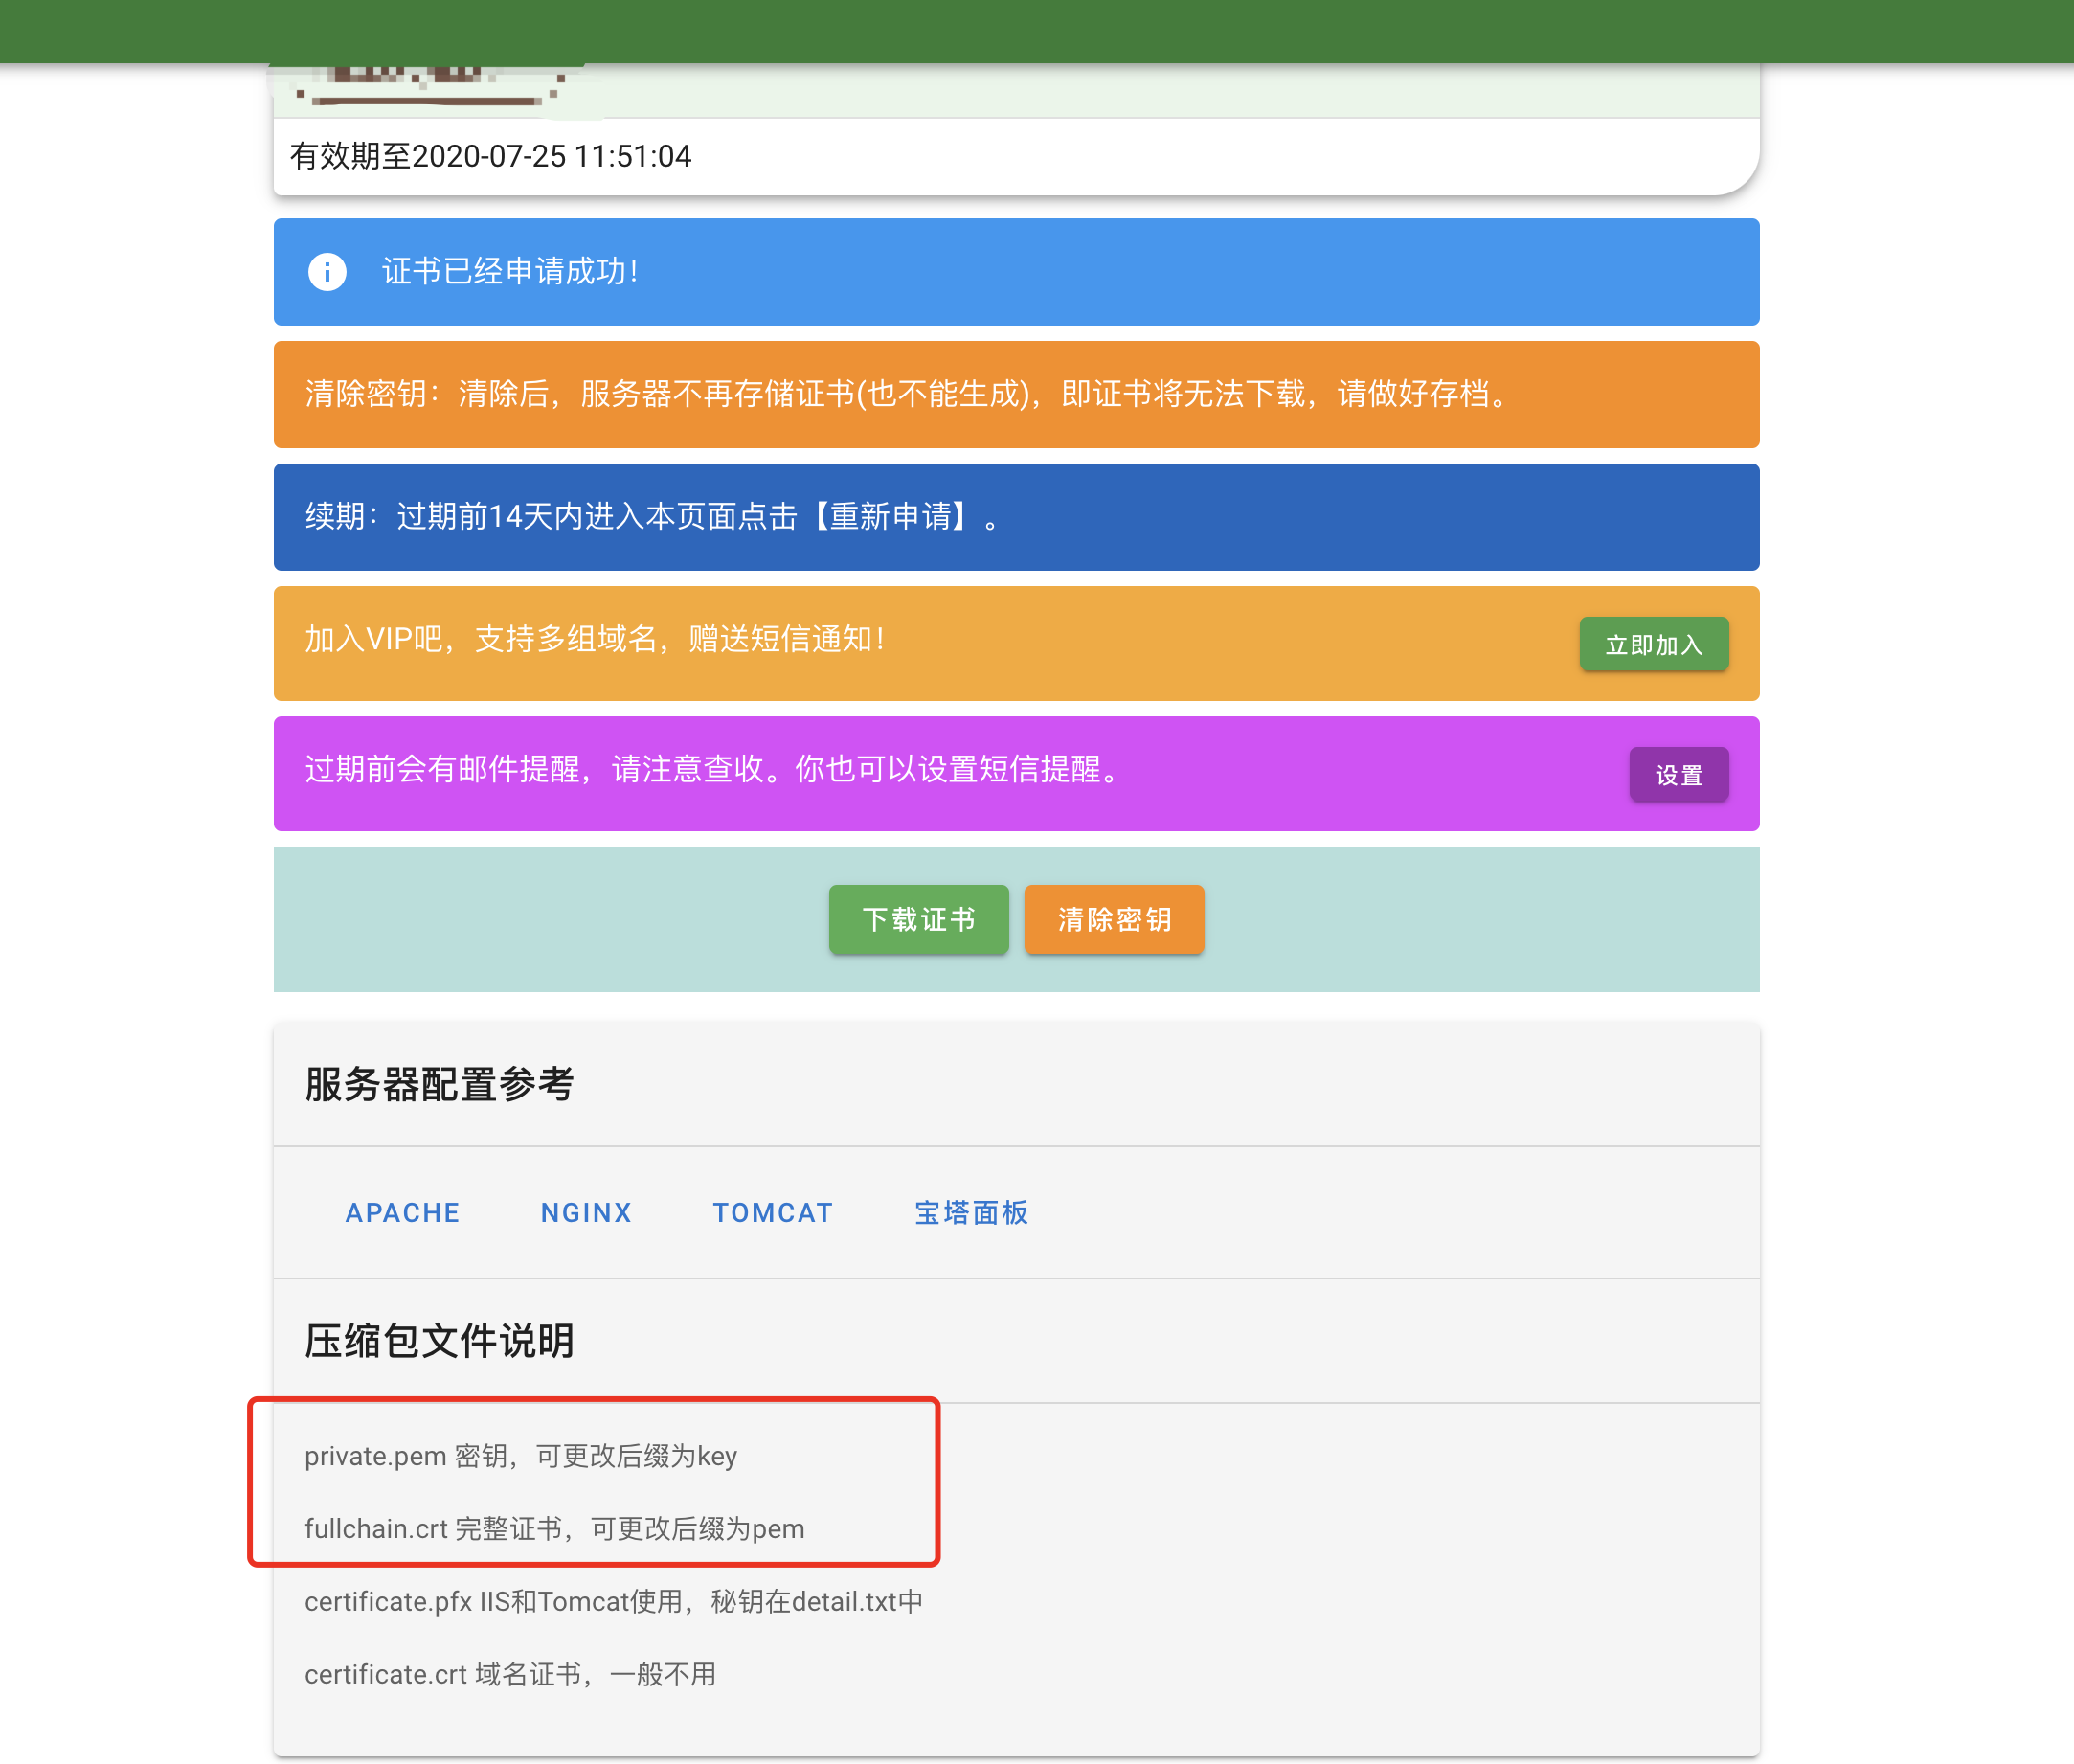 有效期至2020-07-25 11:51:04
证书已经申请成功！
清除密钥：清除后，服务器不再存储证书(也不能生成)，即证书将无法下载，请做好存档。
续期：过期前14天内进入本页面点击【重新申请】。
加入VIP吧，支持多组域名，赠送短信通知！
立即加入
过期前会有邮件提醒，请注意查收。你也可以设置短信提醒。
设置
下载证书 清除密钥
服务器配置参考
APACHE NGINX TOMCAT 宝塔面板
压缩包文件说明
private.pem 密钥，可更改后缀为key
fullchain.crt 完整证书，可更改后缀为pem
certificate.pfx IIS和Tomcat使用，秘钥在detail.txt中
certificate.crt 域名证书，一般不用